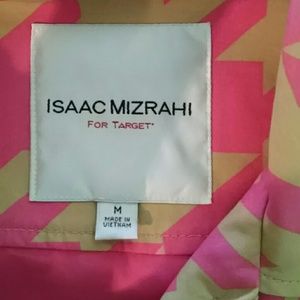 ISAAC MIZRAHI
FOR TARGET
M
MADE IN
VIETNAM